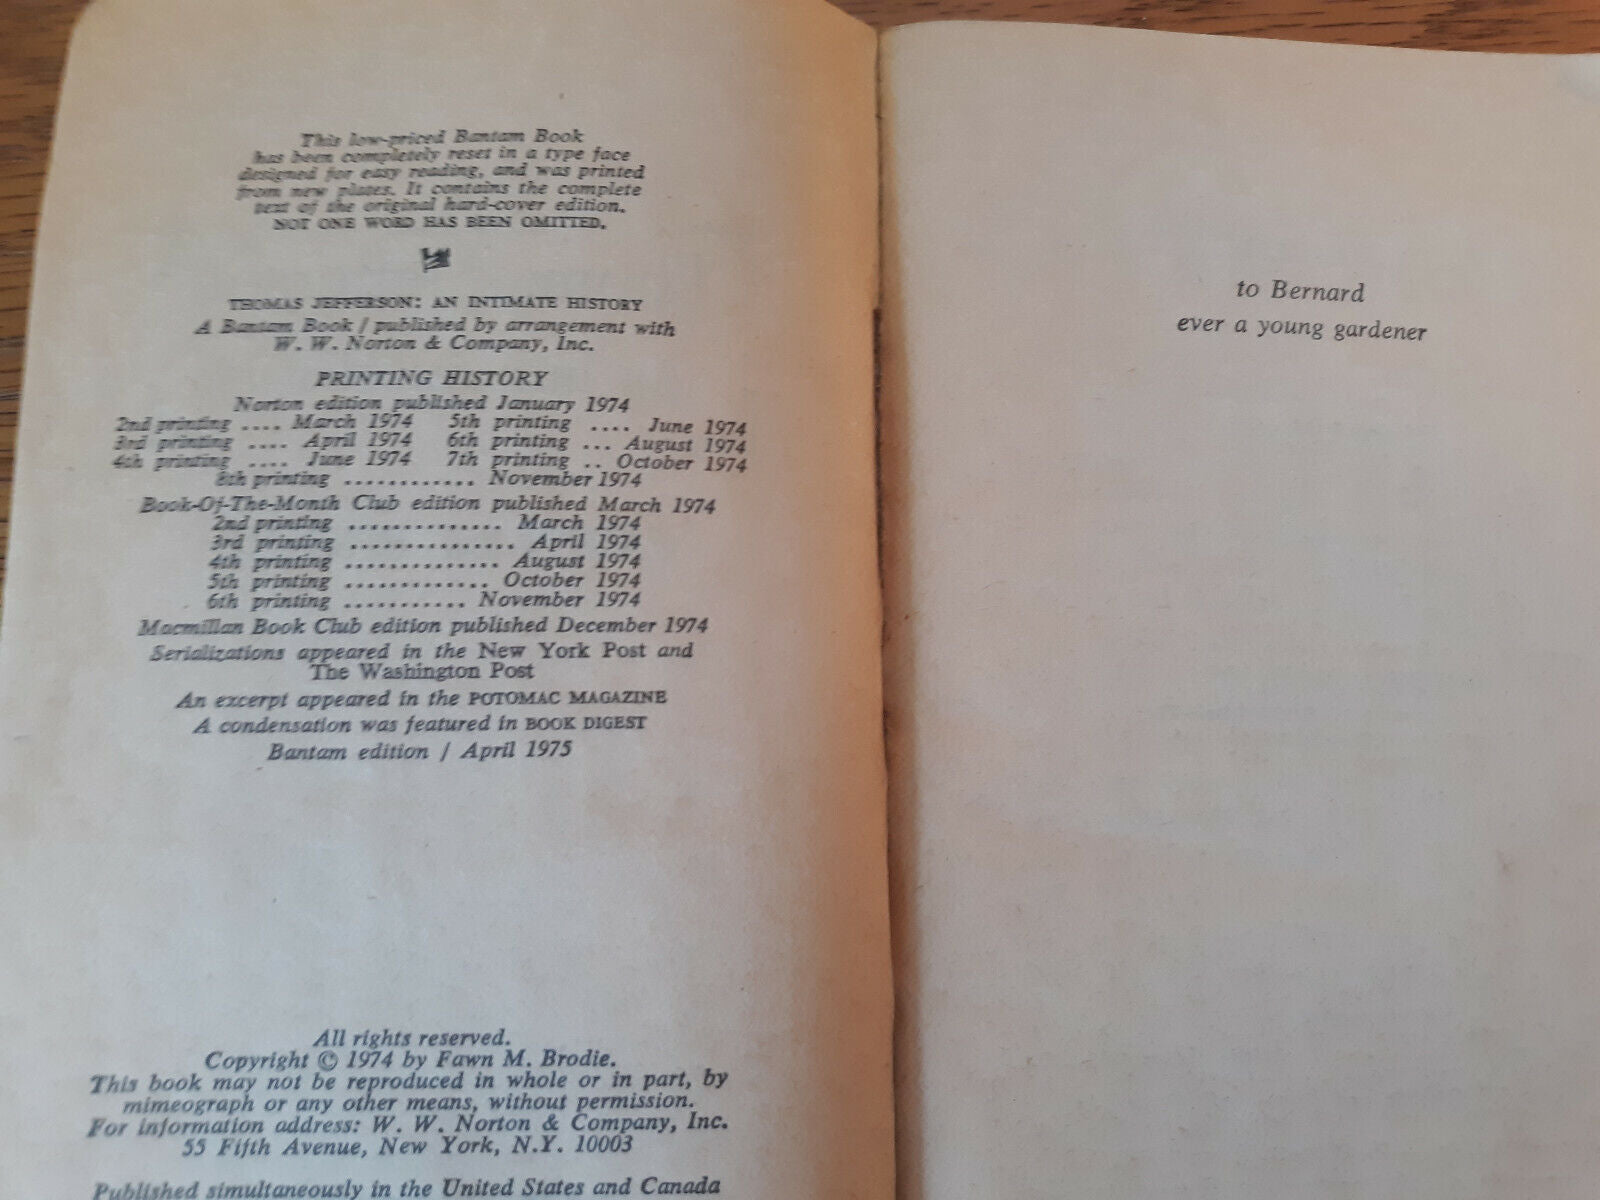 This low-priced Bantam Book
has been completely reset in a type face
designed for easy reading, and was printed
from new plates. It contains the complete
text of the original hard-cover edition.
NOT ONE WORD HAS BEEN OMITTED.
THOMAS JEFFERSON: AN INTIMATE HISTORY
A Bantam Book / published by arrangement with
W. W. Norton & Company, Inc.
PRINTING HISTORY
Norton edition published January 1974
2nd printing .... March 1974 5th printing .... June 1974
3rd printing .... April 1974 6th printing ... August 1974
4th printing .... June 1974 7th printing .. October 1974
8th printing ............ November 1974
Book-Of-The-Month Club edition published March 1974
2nd printing .............. March 1974
3rd printing ............... April 1974
4th printing .............. August 1974
5th printing ............. October 1974
6th printing ........... November 1974
Macmillan Book Club edition published December 1974
Serializations appeared in the New York Post and
The Washington Post
An excerpt appeared in the POTOMAC MAGAZINE
A condensation was featured in BOOK DIGEST
Bantam edition / April 1975
All rights reserved.
Copyright © 1974 by Fawn M. Brodie.
This book may not be reproduced in whole or in part, by
mimeograph or any other means, without permission.
For information address: W. W. Norton & Company, Inc.
55 Fifth Avenue, New York, N.Y. 10003
Published simultaneously in the United States and Canada
to Bernard
ever a young gardener